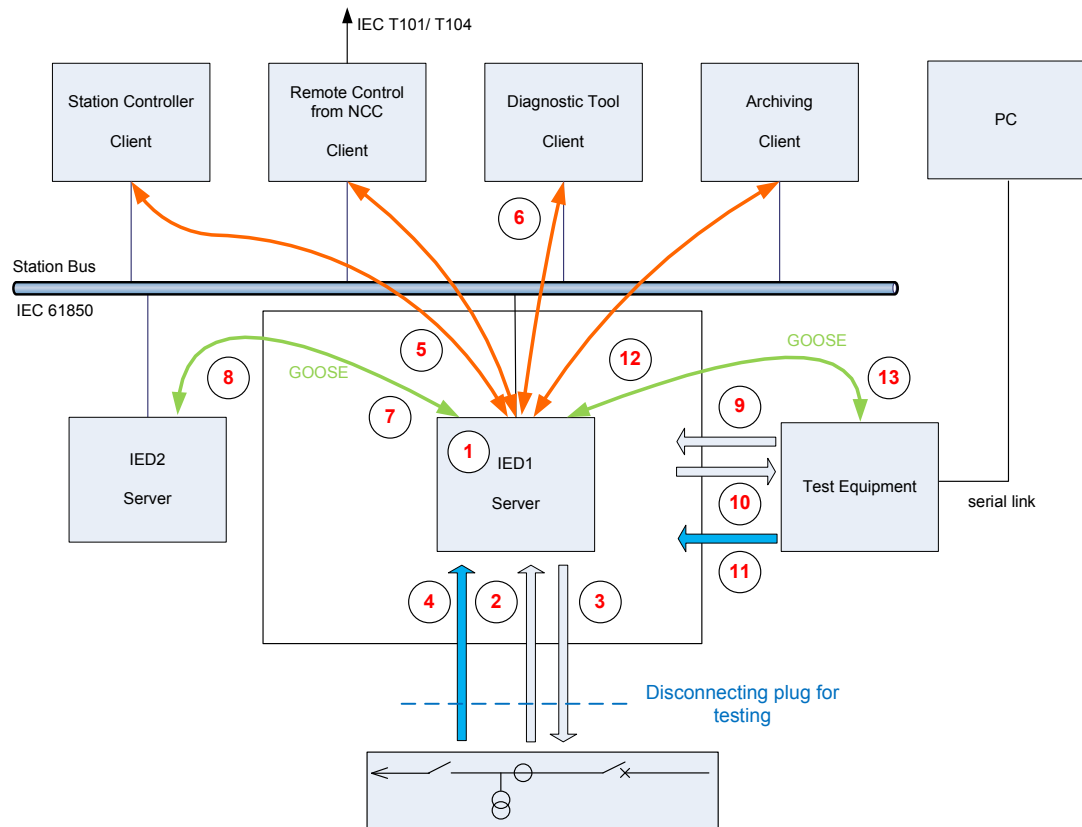 IEC T101/ T104
Station Controller
Client
Remote Control
from NCC
Client
Diagnostic Tool
Client
Archiving
Client
PC
6
Station Bus
IEC 61850
5
12
GOOSE
GOOSE
8
13
7
9
1
IED2
Server
IED1
Server
Test Equipment
10
serial link
11
4
2
3
Disconnecting plug for
testing